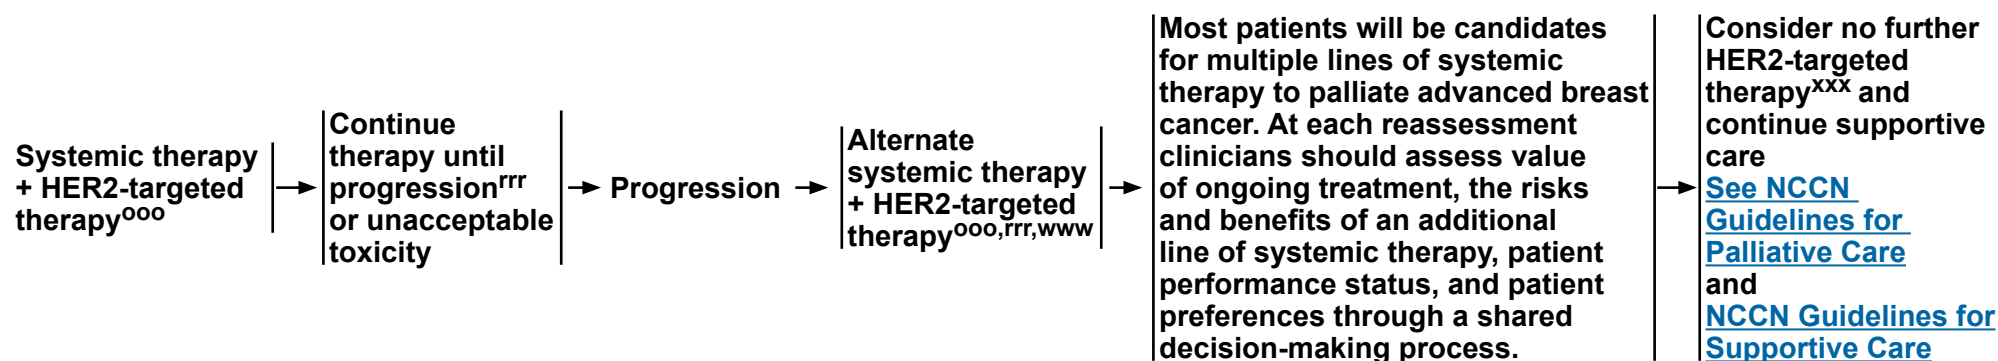 Systemic therapy
+ HER2-targeted
therapyooo
Continue
therapy until
progressionrrr
or unacceptable
toxicity
Progression
Alternate
systemic therapy
+ HER2-targeted
therapyooo,rrr,www
Most patients will be candidates
for multiple lines of systemic
therapy to palliate advanced breast
cancer. At each reassessment
clinicians should assess value
of ongoing treatment, the risks
and benefits of an additional
line of systemic therapy, patient
performance status, and patient
preferences through a shared
decision-making process.
Consider no further
HER2-targeted
therapyxxx and
continue supportive
care
See NCCN
Guidelines for
Palliative Care
and
NCCN Guidelines for
Supportive Care